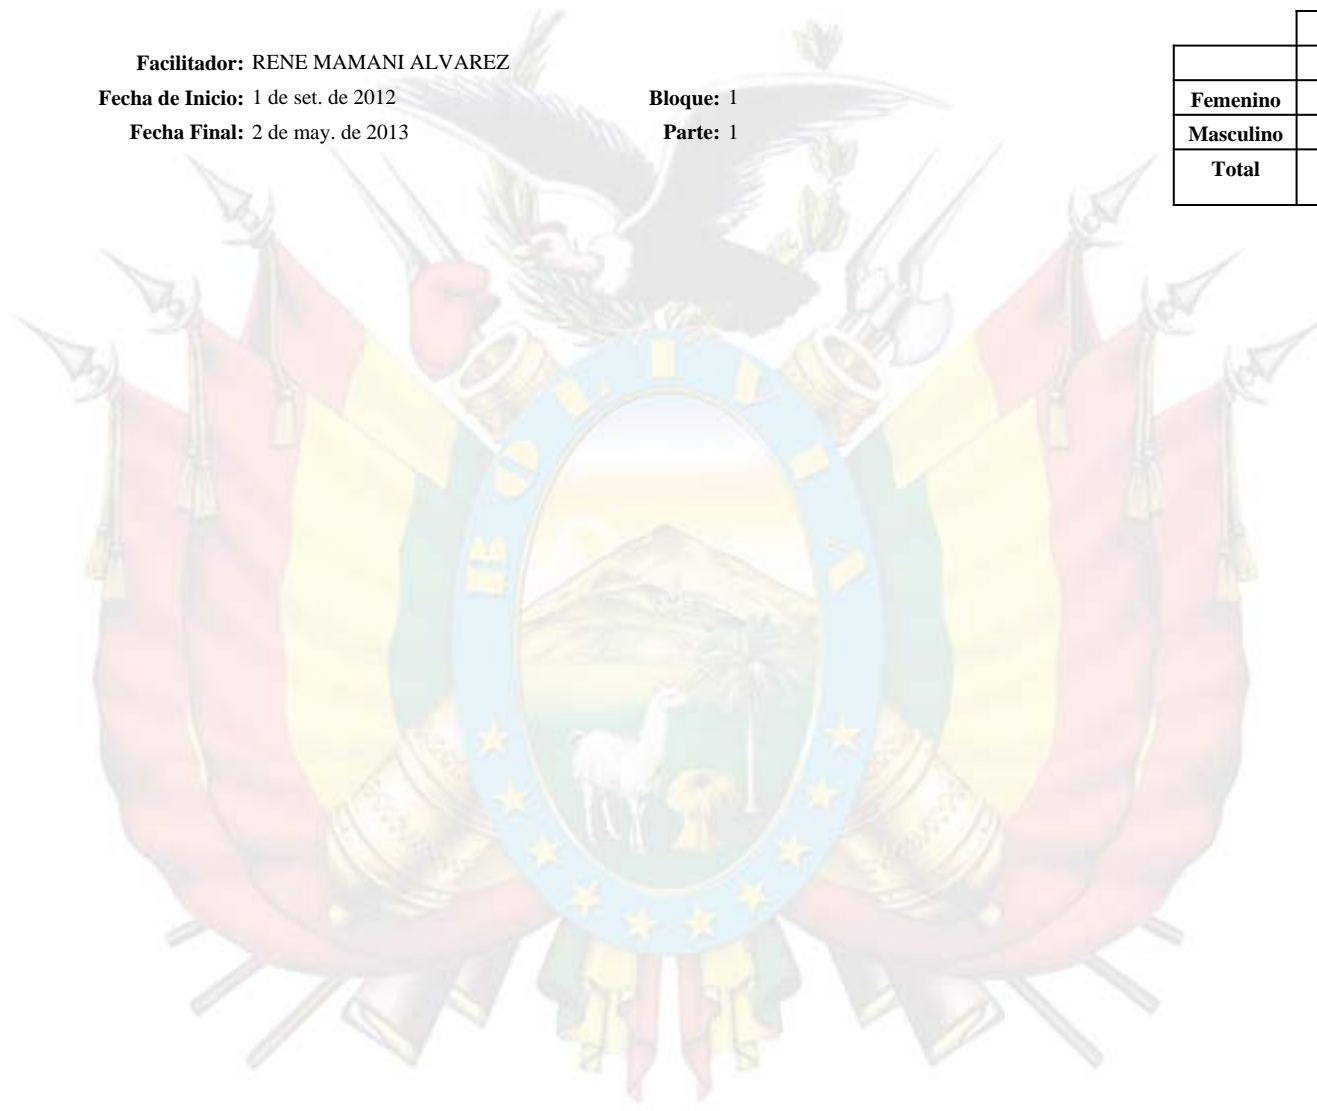 Facilitador: RENE MAMANI ALVAREZ
Fecha de Inicio: 1 de set. de 2012 Bloque: 1
Fecha Final: 2 de may. de 2013 Parte: 1
Femenino
Masculino
Total
BOLIVIA